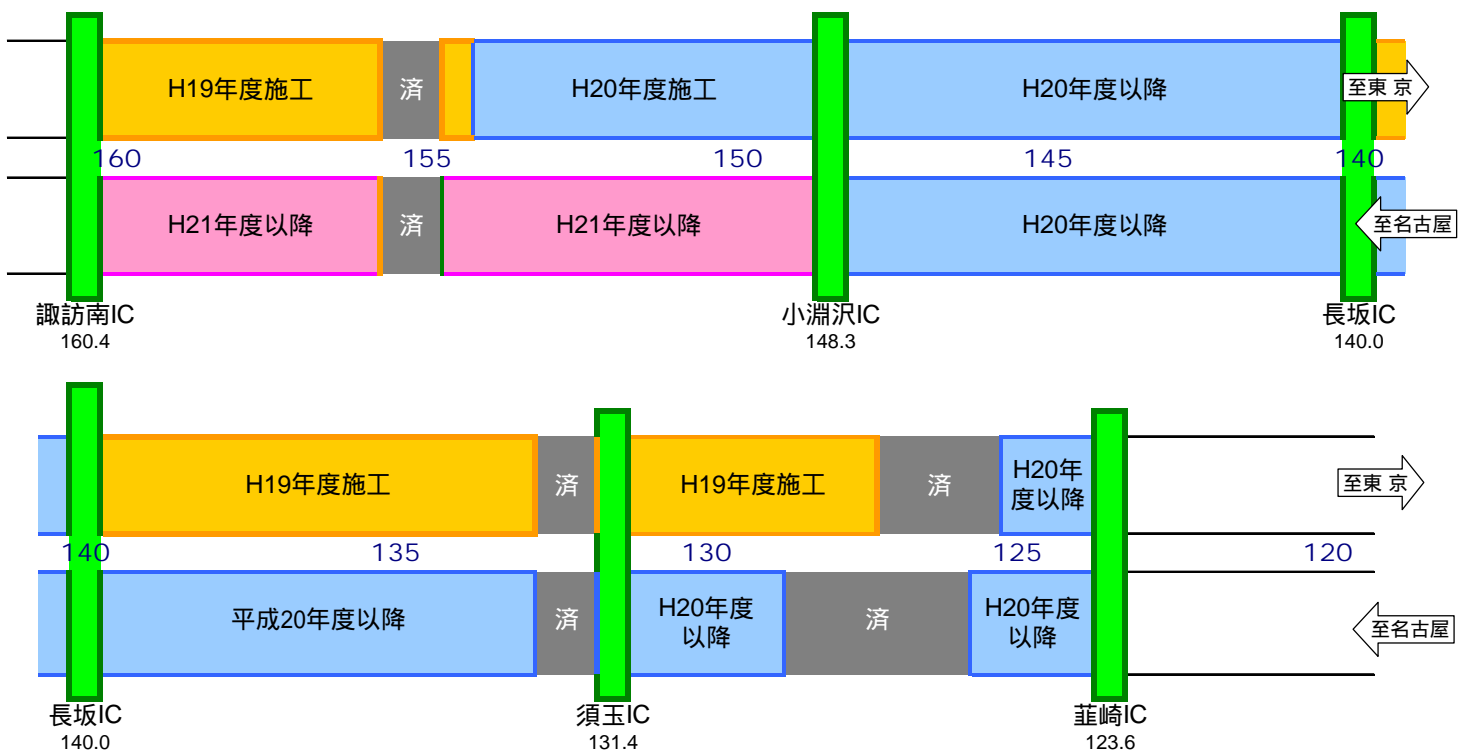 H19年度施工
済
H20年度施工
H20年度以降
至東 京
160
155
150
145
140
H21年度以降
済
H21年度以降
H20年度以降
至名古屋
諏訪南IC
160.4
小淵沢IC
148.3
長坂IC
140.0
H19年度施工
済
H19年度施工
済
H20年
度以降
至東 京
140
135
130
125
120
平成20年度以降
済
H20年度
以降
済
H20年度
以降
至名古屋
長坂IC
140.0
須玉IC
131.4
韮崎IC
123.6